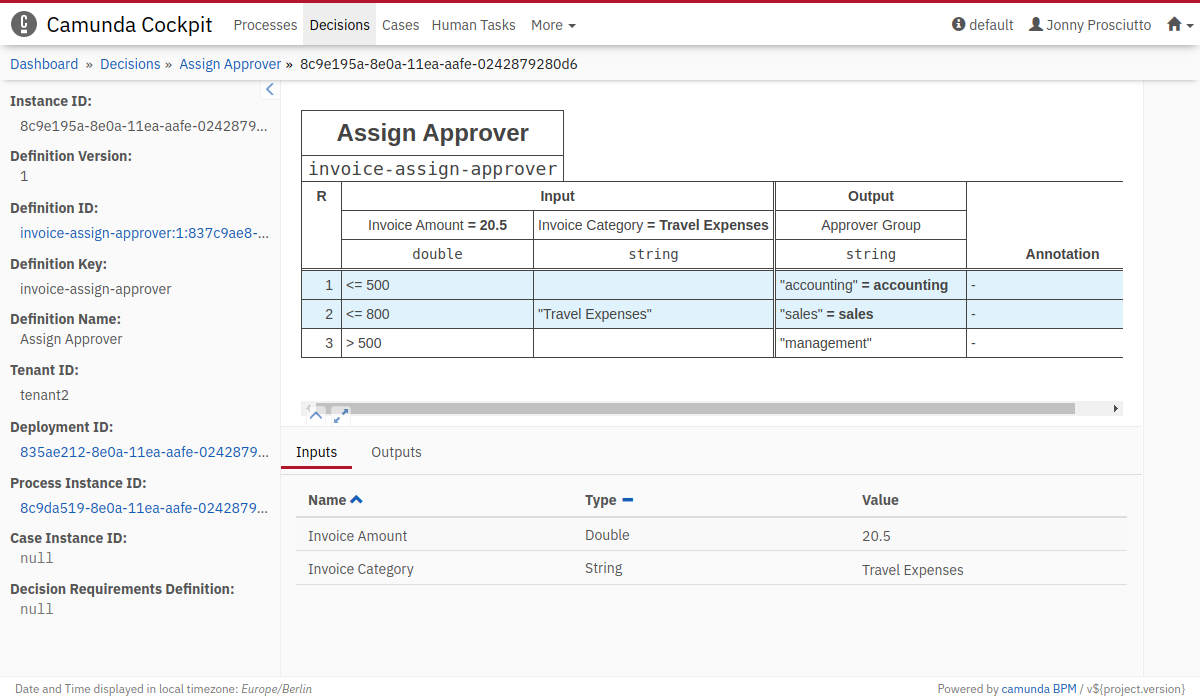 Camunda Cockpit Processes Decisions Cases Human Tasks More default Jonny Prosciutto
Dashboard » Decisions » Assign Approver » 8c9e195a-8e0a-11ea-aafe-0242879280d6
Instance ID:
8c9e195a-8e0a-11ea-aafe-0242879...
Definition Version:
1
Definition ID:
invoice-assign-approver:1:837c9ae8-...
Definition Key:
invoice-assign-approver
Definition Name:
Assign Approver
Tenant ID:
tenant2
Deployment ID:
835ae212-8e0a-11ea-aafe-0242879...
Process Instance ID:
8c9da519-8e0a-11ea-aafe-0242879...
Case Instance ID:
null
Decision Requirements Definition:
null
Assign Approver
invoice-assign-approver
R Input Output
Invoice Amount = 20.5 Invoice Category = Travel Expenses Approver Group
double string string Annotation
1 <= 500 "accounting" = accounting -
2 <= 800 "Travel Expenses" "sales" = sales -
3 > 500 "management" -
Inputs Outputs
Name Type Value
Invoice Amount Double 20.5
Invoice Category String Travel Expenses
Date and Time displayed in local timezone: Europe/Berlin Powered by camunda BPM / v${project.version}